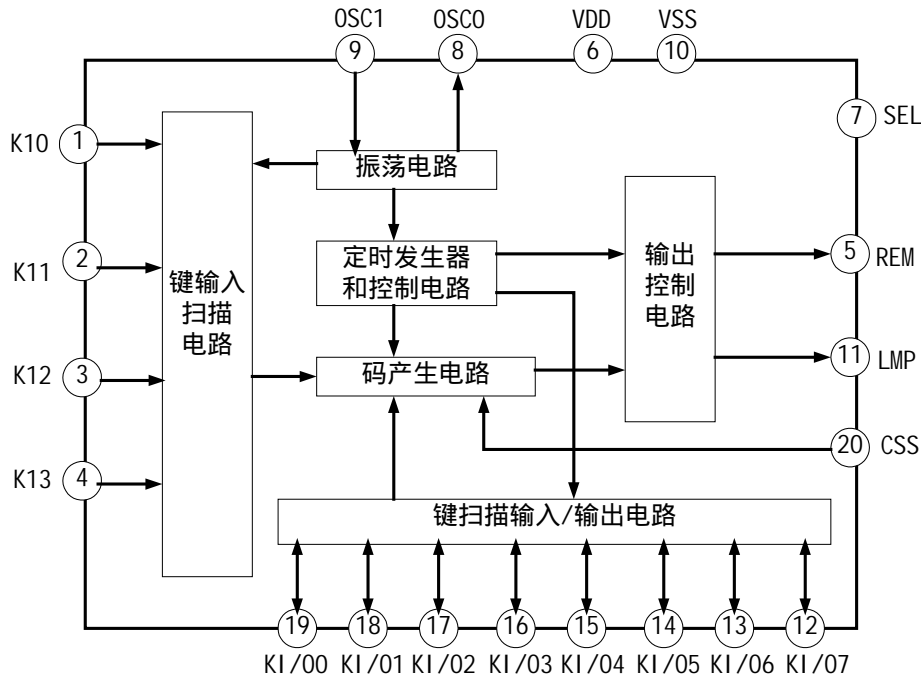 OSC1 OSCO VDD VSS
9 8 6 10
7 SEL
K10 1
振荡电路
K11 2
定时发生器
和控制电路
键输入
扫描
电路
输出
控制
电路
5 REM
K12 3
码产生电路
11 LMP
20 CSS
K13 4
键扫描输入/输出电路
19 18 17 16 15 14 13 12
KI/00 KI/01 KI/02 KI/03 KI/04 KI/05 KI/06 KI/07